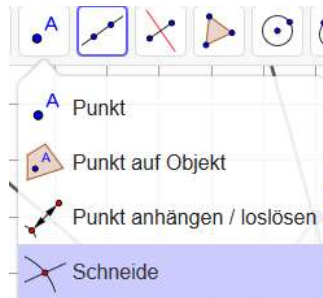 A
A
Punkt
A
Punkt auf Objekt
Punkt anhängen / loslösen
Schneide